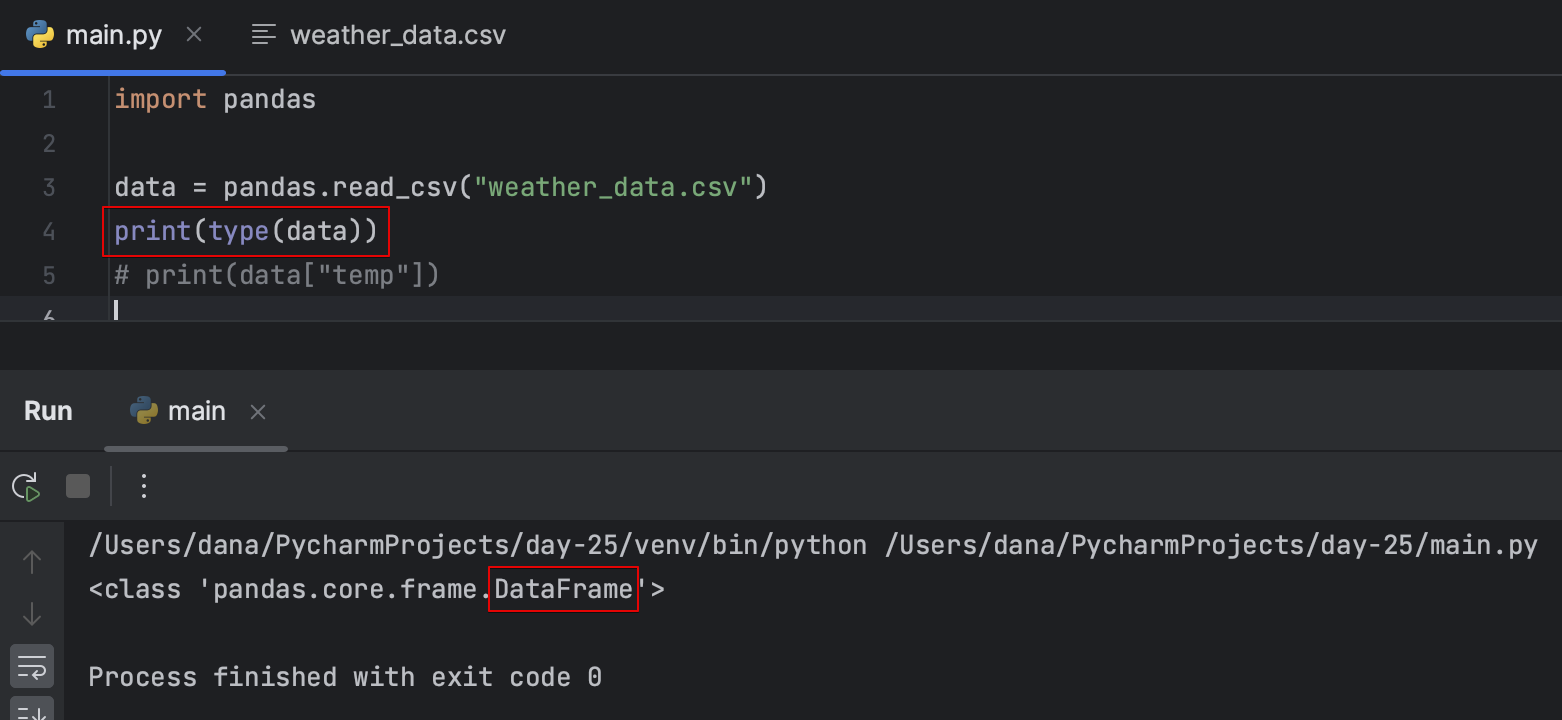 main.py weather_data.csv
1 import pandas
2
3 data = pandas.read_csv("weather_data.csv")
4 print(type(data))
5 # print(data["temp"])
6
Run main
/Users/dana/PycharmProjects/day-25/venv/bin/python /Users/dana/PycharmProjects/day-25/main.py
<class 'pandas.core.frame.DataFrame'>
Process finished with exit code 0